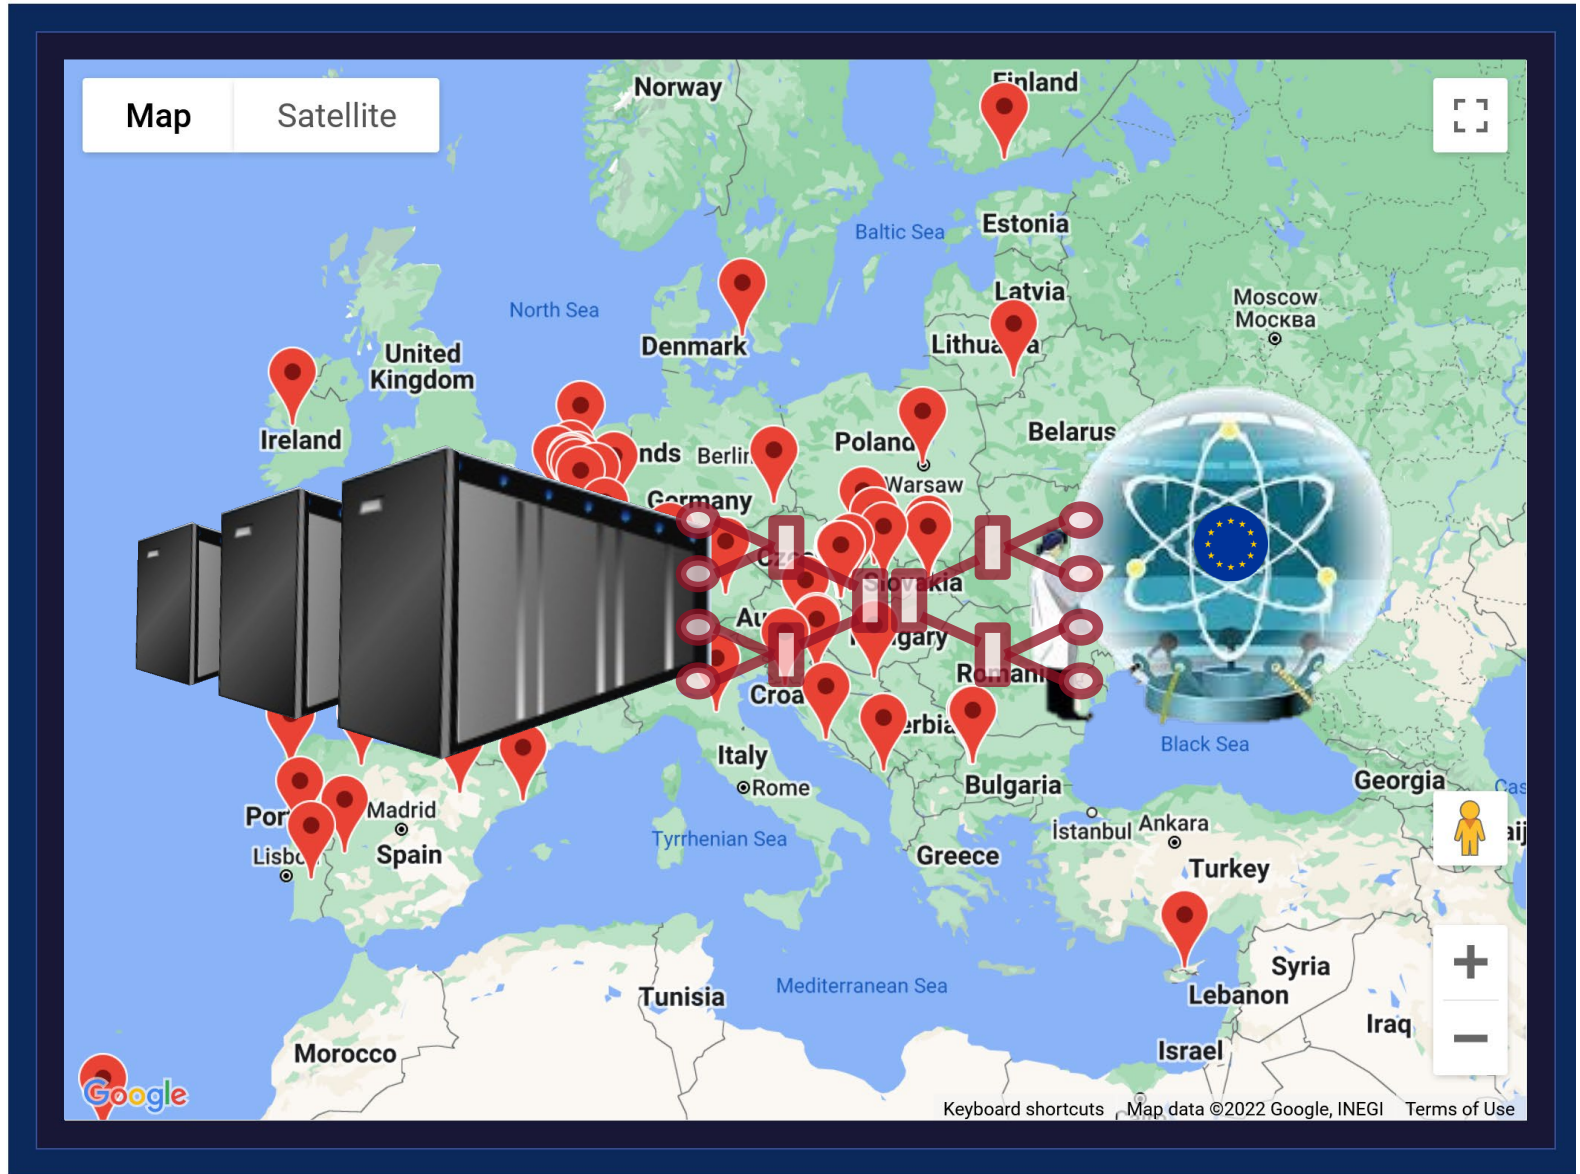 Map
Satellite
Norway
Finland
Estonia
Baltic Sea
Latvia
Moscow
Москва
North Sea
Denmark
United
Kingdom
Ireland
Belarus
Poland
Berlin
Warsaw
Germany
Slovakia
Italy
Rome
Black Sea
Bulgaria
Georgia
Madrid
Spain
İstanbul
Ankara
Tyrrhenian Sea
Greece
Turkey
Syria
Lebanon
Mediterranean Sea
Tunisia
Iraq
Israel
Morocco
Google
Keyboard shortcuts
Map data ©2022 Google, INEGI
Terms of Use